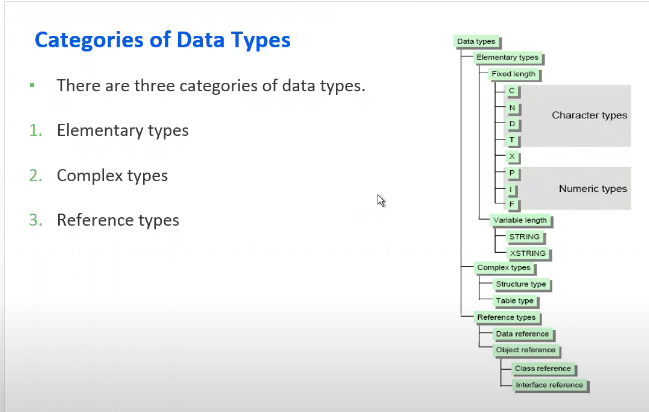 Categories of Data Types
▪ There are three categories of data types.
1. Elementary types
2. Complex types
3. Reference types
Data types
Elementary types
Fixed length
C
N
D
T
Character types
X
P
I
F
Numeric types
Variable length
STRING
XSTRING
Complex types
Structure type
Table type
Reference types
Data reference
Object reference
Class reference
Interface reference